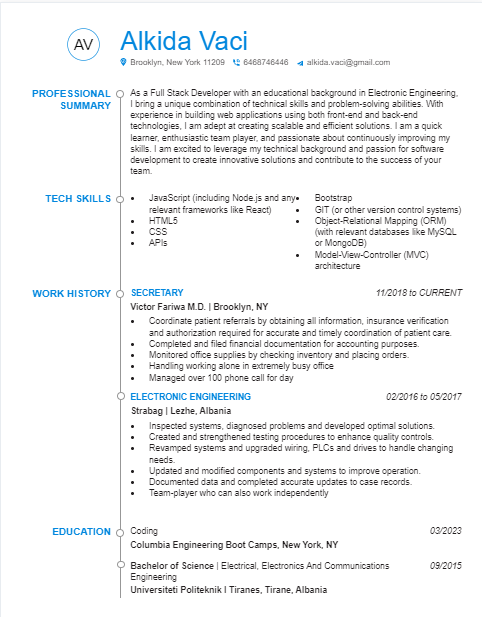 AV
Alkida Vaci
Brooklyn, New York 11209 6468746446 alkida.vaci@gmail.com
PROFESSIONAL
SUMMARY
As a Full Stack Developer with an educational background in Electronic Engineering,
I bring a unique combination of technical skills and problem-solving abilities. With
experience in building web applications using both front-end and back-end
technologies, I am adept at creating scalable and efficient solutions. I am a quick
learner, enthusiastic team player, and passionate about continuously improving my
skills. I am excited to leverage my technical background and passion for software
development to create innovative solutions and contribute to the success of your
team.
TECH SKILLS
• JavaScript (including Node.js and any
relevant frameworks like React)
• HTML5
• CSS
• APIs
• Bootstrap
• GIT (or other version control systems)
• Object-Relational Mapping (ORM)
(with relevant databases like MySQL
or MongoDB)
• Model-View-Controller (MVC)
architecture
WORK HISTORY
SECRETARY 11/2018 to CURRENT
Victor Fariwa M.D. | Brooklyn, NY
• Coordinate patient referrals by obtaining all information, insurance verification
and authorization required for accurate and timely coordination of patient care.
• Completed and filed financial documentation for accounting purposes.
• Monitored office supplies by checking inventory and placing orders.
• Handling working alone in extremely busy office
• Managed over 100 phone call for day
ELECTRONIC ENGINEERING 02/2016 to 05/2017
Strabag | Lezhe, Albania
• Inspected systems, diagnosed problems and developed optimal solutions.
• Created and strengthened testing procedures to enhance quality controls.
• Revamped systems and upgraded wiring, PLCs and drives to handle changing
needs.
• Updated and modified components and systems to improve operation.
• Documented data and completed accurate updates to case records.
• Team-player who can also work independently
EDUCATION
Coding 03/2023
Columbia Engineering Boot Camps, New York, NY
Bachelor of Science | Electrical, Electronics And Communications 09/2015
Engineering
Universiteti Politeknik I Tiranes, Tirane, Albania